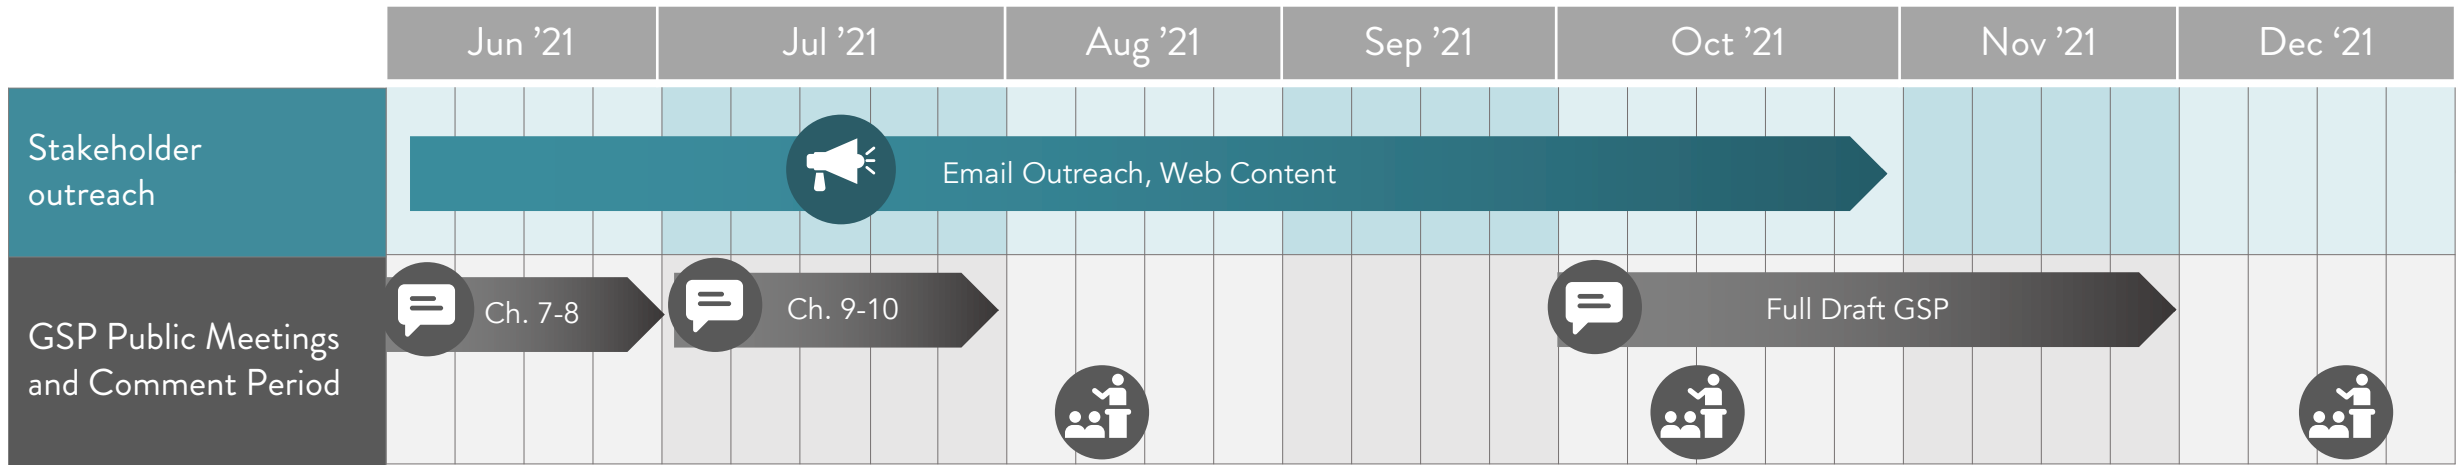 Jun ’21
Jul ’21
Aug ’21
Sep ’21
Oct ’21
Nov ’21
Dec ‘21
Stakeholder
outreach
Email Outreach, Web Content
GSP Public Meetings
and Comment Period
Ch. 7-8
Ch. 9-10
Full Draft GSP